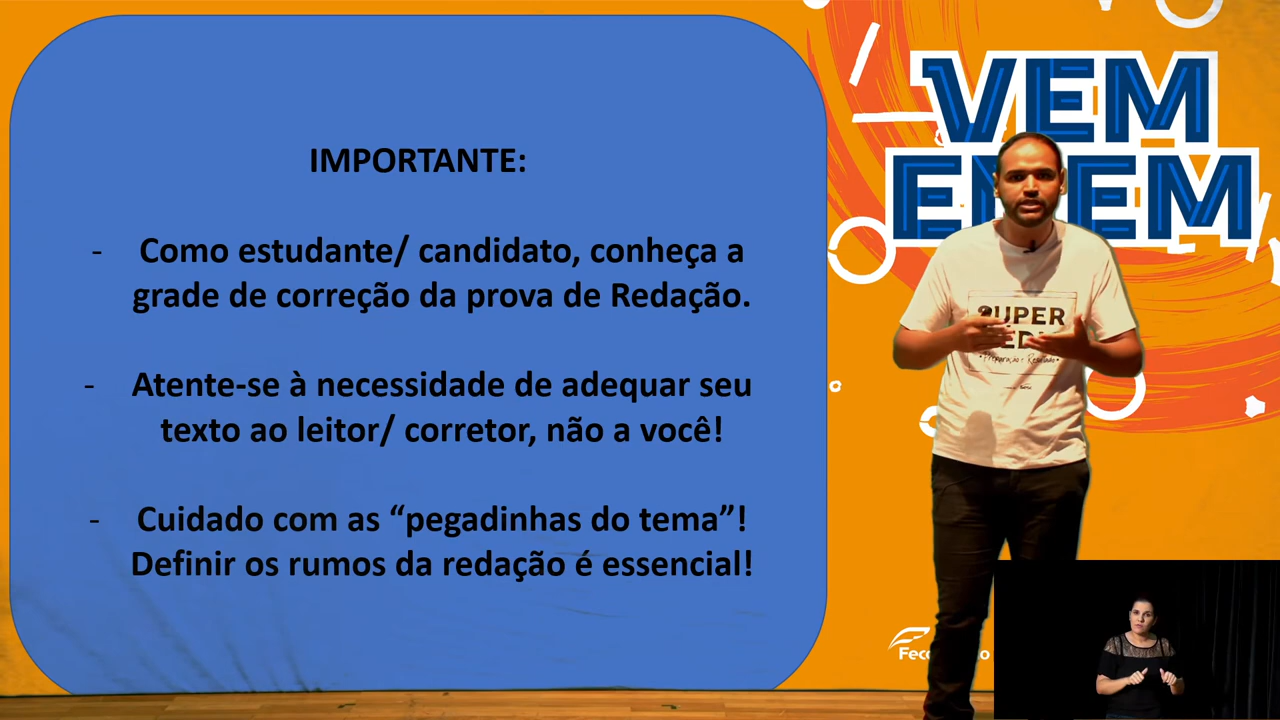 IMPORTANTE:
- Como estudante/ candidato, conheça a
grade de correção da prova de Redação.
- Atente-se à necessidade de adequar seu
texto ao leitor/ corretor, não a você!
- Cuidado com as “pegadinhas do tema”!
Definir os rumos da redação é essencial!
VEM
SUPER